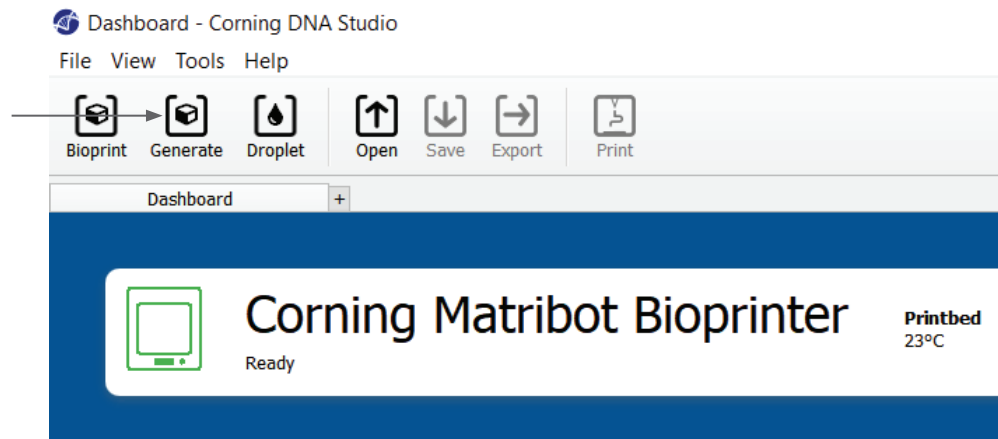 Dashboard - Corning DNA Studio
File View Tools Help
Bioprint Generate Droplet Open Save Export Print
Dashboard +
Corning Matribot Bioprinter
Ready
Printbed
23°C